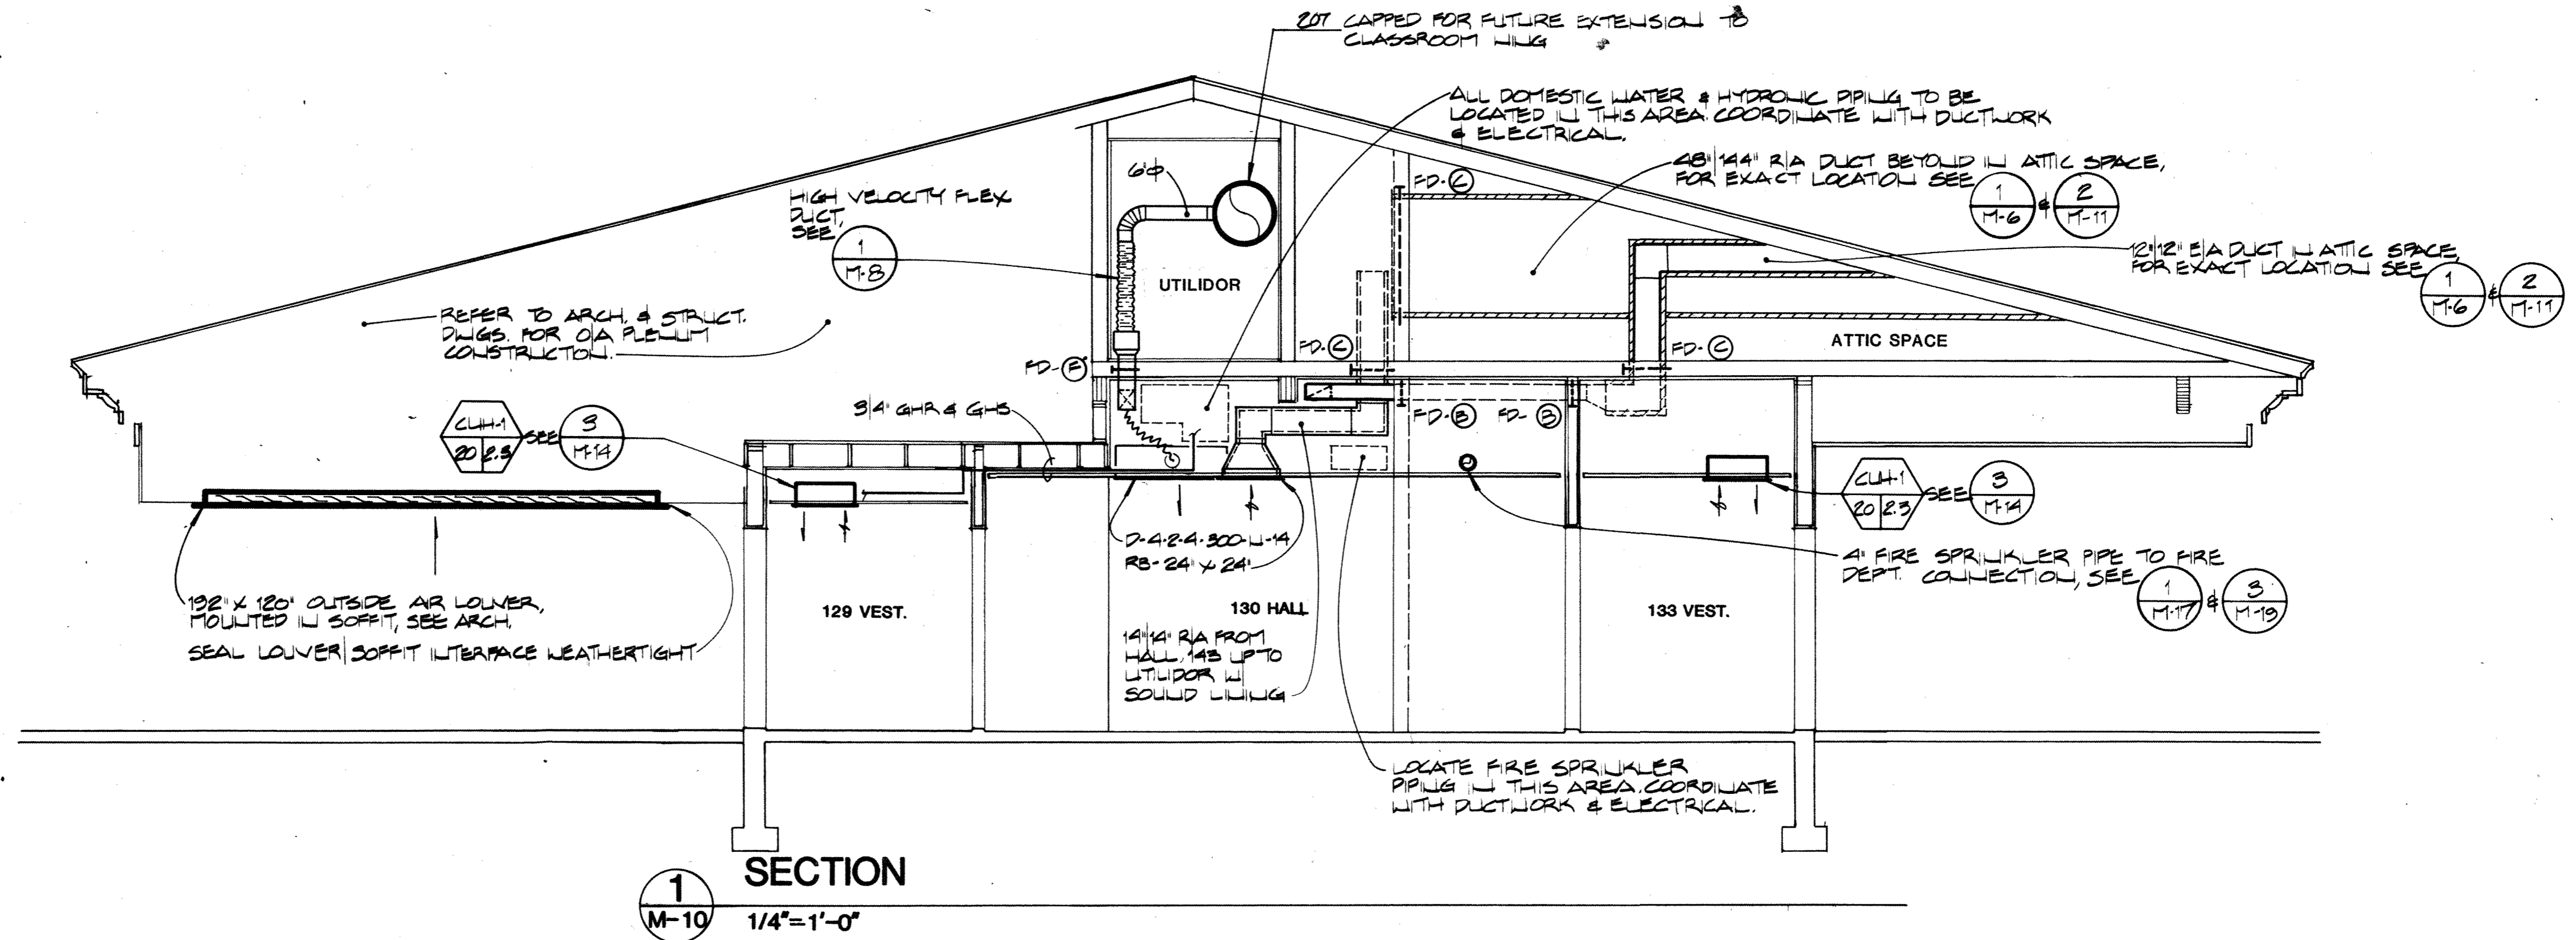 20"⌀ CAPPED FOR FUTURE EXTENSION TO
CLASSROOM WING
ALL DOMESTIC WATER & HYDRONIC PIPING TO BE
LOCATED IN THIS AREA. COORDINATE WITH DUCTWORK
& ELECTRICAL.
48"/144" R/A DUCT BEYOND IN ATTIC SPACE,
FOR EXACT LOCATION SEE
1
M-6
&
2
M-11
12"/12" E/A DUCT IN ATTIC SPACE,
FOR EXACT LOCATION SEE
1
M-6
&
2
M-11
HIGH VELOCITY FLEX
DUCT,
SEE
1
M-8
6"⌀
UTILIDOR
FD-C
REFER TO ARCH. & STRUCT.
DWGS. FOR O/A PLENUM
CONSTRUCTION.
ATTIC SPACE
FD-F
FD-C
FD-C
FD-B
FD-B
3/4" GHR & GHS
CUH-1
20 2.3
SEE
3
M-14
CUH-1
20 2.3
SEE
3
M-14
D-4-2-4-300-W-14
RB-24" X 24"
4" FIRE SPRINKLER PIPE TO FIRE
DEPT. CONNECTION, SEE
1
M-17
&
3
M-19
192" X 120" OUTSIDE AIR LOUVER,
MOUNTED IN SOFFIT, SEE ARCH.
SEAL LOUVER/SOFFIT INTERFACE WEATHERTIGHT
129 VEST.
130 HALL
133 VEST.
14"/14" R/A FROM
HALL, 143 UP TO
UTILIDOR W/
SOUND LINING
LOCATE FIRE SPRINKLER
PIPING IN THIS AREA. COORDINATE
WITH DUCTWORK & ELECTRICAL.
1
M-10
SECTION
1/4"=1'-0"